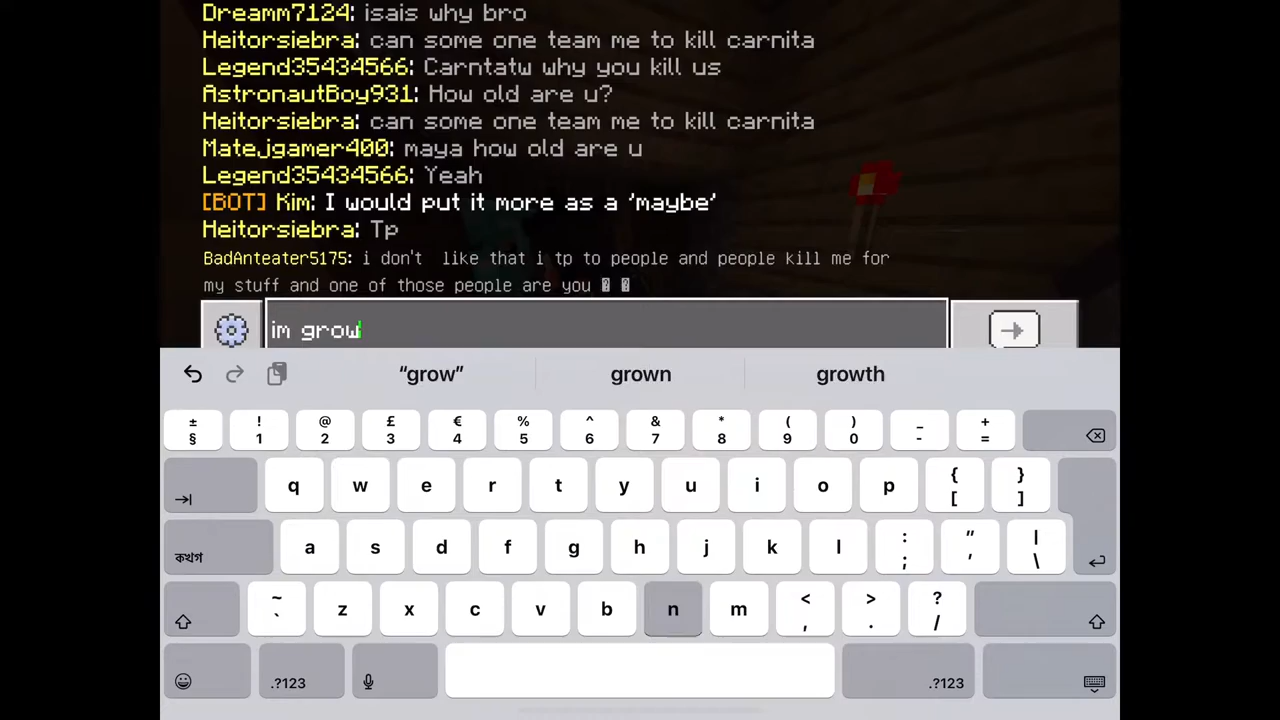 Dreamm7124: isais why bro
Heitorsiebra: can some one team me to kill carnita
Legend35434566: Carntatw why you kill us
AstronautBoy931: How old are u?
Heitorsiebra: can some one team me to kill carnita
Matejgamer400: maya how old are u
Legend35434566: Yeah
[BOT] Kim: I would put it more as a 'maybe'
Heitorsiebra: Tp
BadAnteater5175: i don't like that i tp to people and people kill me for
my stuff and one of those people are you
im grow
“grow” grown growth
± ! @ £ € % ^ & * ( ) _ +
§ 1 2 3 4 5 6 7 8 9 0 - =
q w e r t y u i o p { }
[ ]
কখগ a s d f g h j k l : " |
; ' \
~ z x c v b n m < > ?
` , . /
.?123 .?123